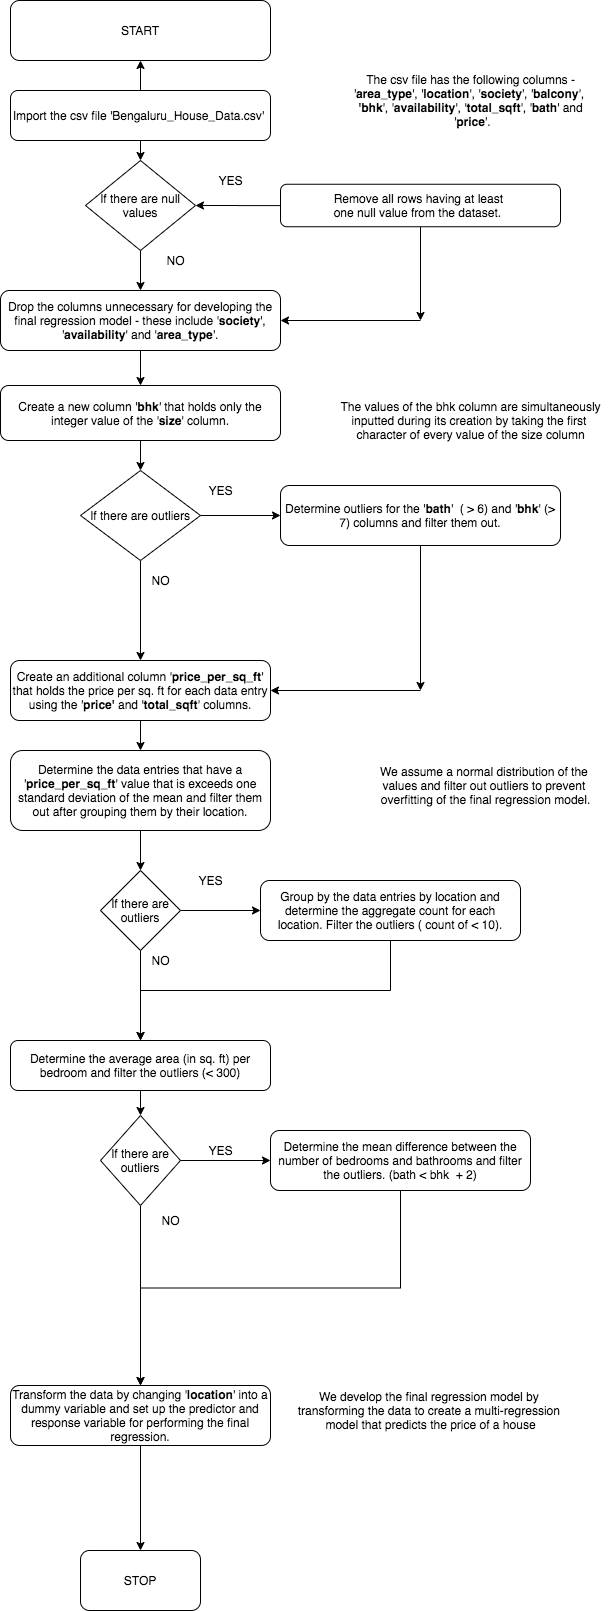 START
Import the csv file 'Bengaluru_House_Data.csv'
The csv file has the following columns -
'area_type', 'location', 'society', 'balcony',
'bhk', 'availability', 'total_sqft', 'bath' and
'price'.
If there are null
values
YES
Remove all rows having at least
one null value from the dataset.
NO
Drop the columns unnecessary for developing the
final regression model - these include 'society',
'availability' and 'area_type'.
Create a new column 'bhk' that holds only the
integer value of the 'size' column.
The values of the bhk column are simultaneously
inputted during its creation by taking the first
character of every value of the size column
If there are outliers
YES
Determine outliers for the 'bath' ( > 6) and 'bhk' (>
7) columns and filter them out.
NO
Create an additional column 'price_per_sq_ft'
that holds the price per sq. ft for each data entry
using the 'price' and 'total_sqft' columns.
Determine the data entries that have a
'price_per_sq_ft' value that is exceeds one
standard deviation of the mean and filter them
out after grouping them by their location.
We assume a normal distribution of the
values and filter out outliers to prevent
overfitting of the final regression model.
If there are
outliers
YES
Group by the data entries by location and
determine the aggregate count for each
location. Filter the outliers ( count of < 10).
NO
Determine the average area (in sq. ft) per
bedroom and filter the outliers (< 300)
If there are
outliers
YES
Determine the mean difference between the
number of bedrooms and bathrooms and filter
the outliers. (bath < bhk + 2)
NO
Transform the data by changing 'location' into a
dummy variable and set up the predictor and
response variable for performing the final
regression.
We develop the final regression model by
transforming the data to create a multi-regression
model that predicts the price of a house
STOP